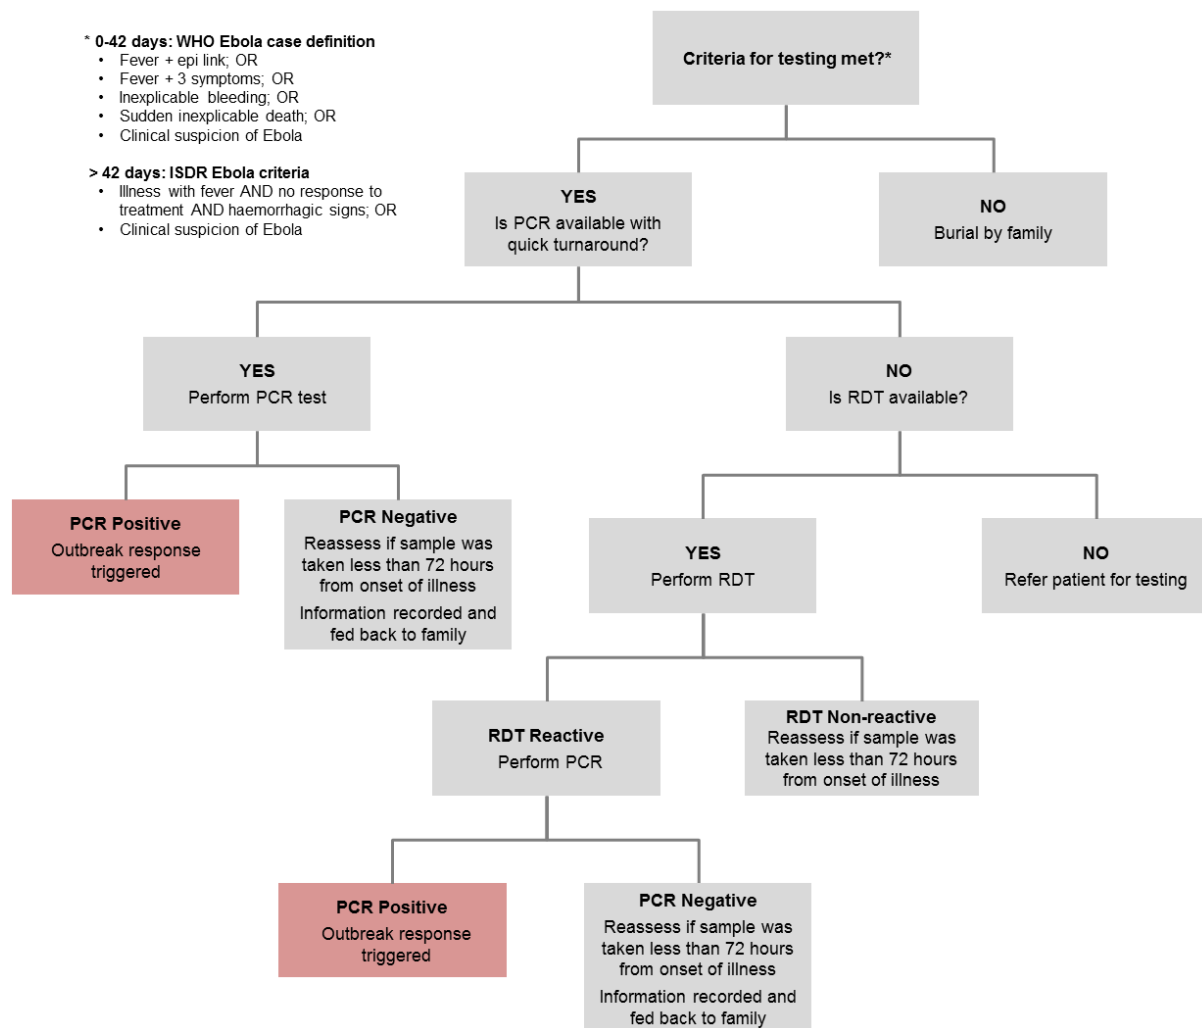 * 0-42 days: WHO Ebola case definition
• Fever + epi link; OR
• Fever + 3 symptoms; OR
• Inexplicable bleeding; OR
• Sudden inexplicable death; OR
• Clinical suspicion of Ebola
> 42 days: ISDR Ebola criteria
• Illness with fever AND no response to
treatment AND haemorrhagic signs; OR
• Clinical suspicion of Ebola
Criteria for testing met?*
YES
Is PCR available with
quick turnaround?
NO
Burial by family
YES
Perform PCR test
NO
Is RDT available?
PCR Positive
Outbreak response
triggered
PCR Negative
Reassess if sample was
taken less than 72 hours
from onset of illness
Information recorded and
fed back to family
YES
Perform RDT
NO
Refer patient for testing
RDT Reactive
Perform PCR
RDT Non-reactive
Reassess if sample was
taken less than 72 hours
from onset of illness
PCR Positive
Outbreak response
triggered
PCR Negative
Reassess if sample was
taken less than 72 hours
from onset of illness
Information recorded and
fed back to family